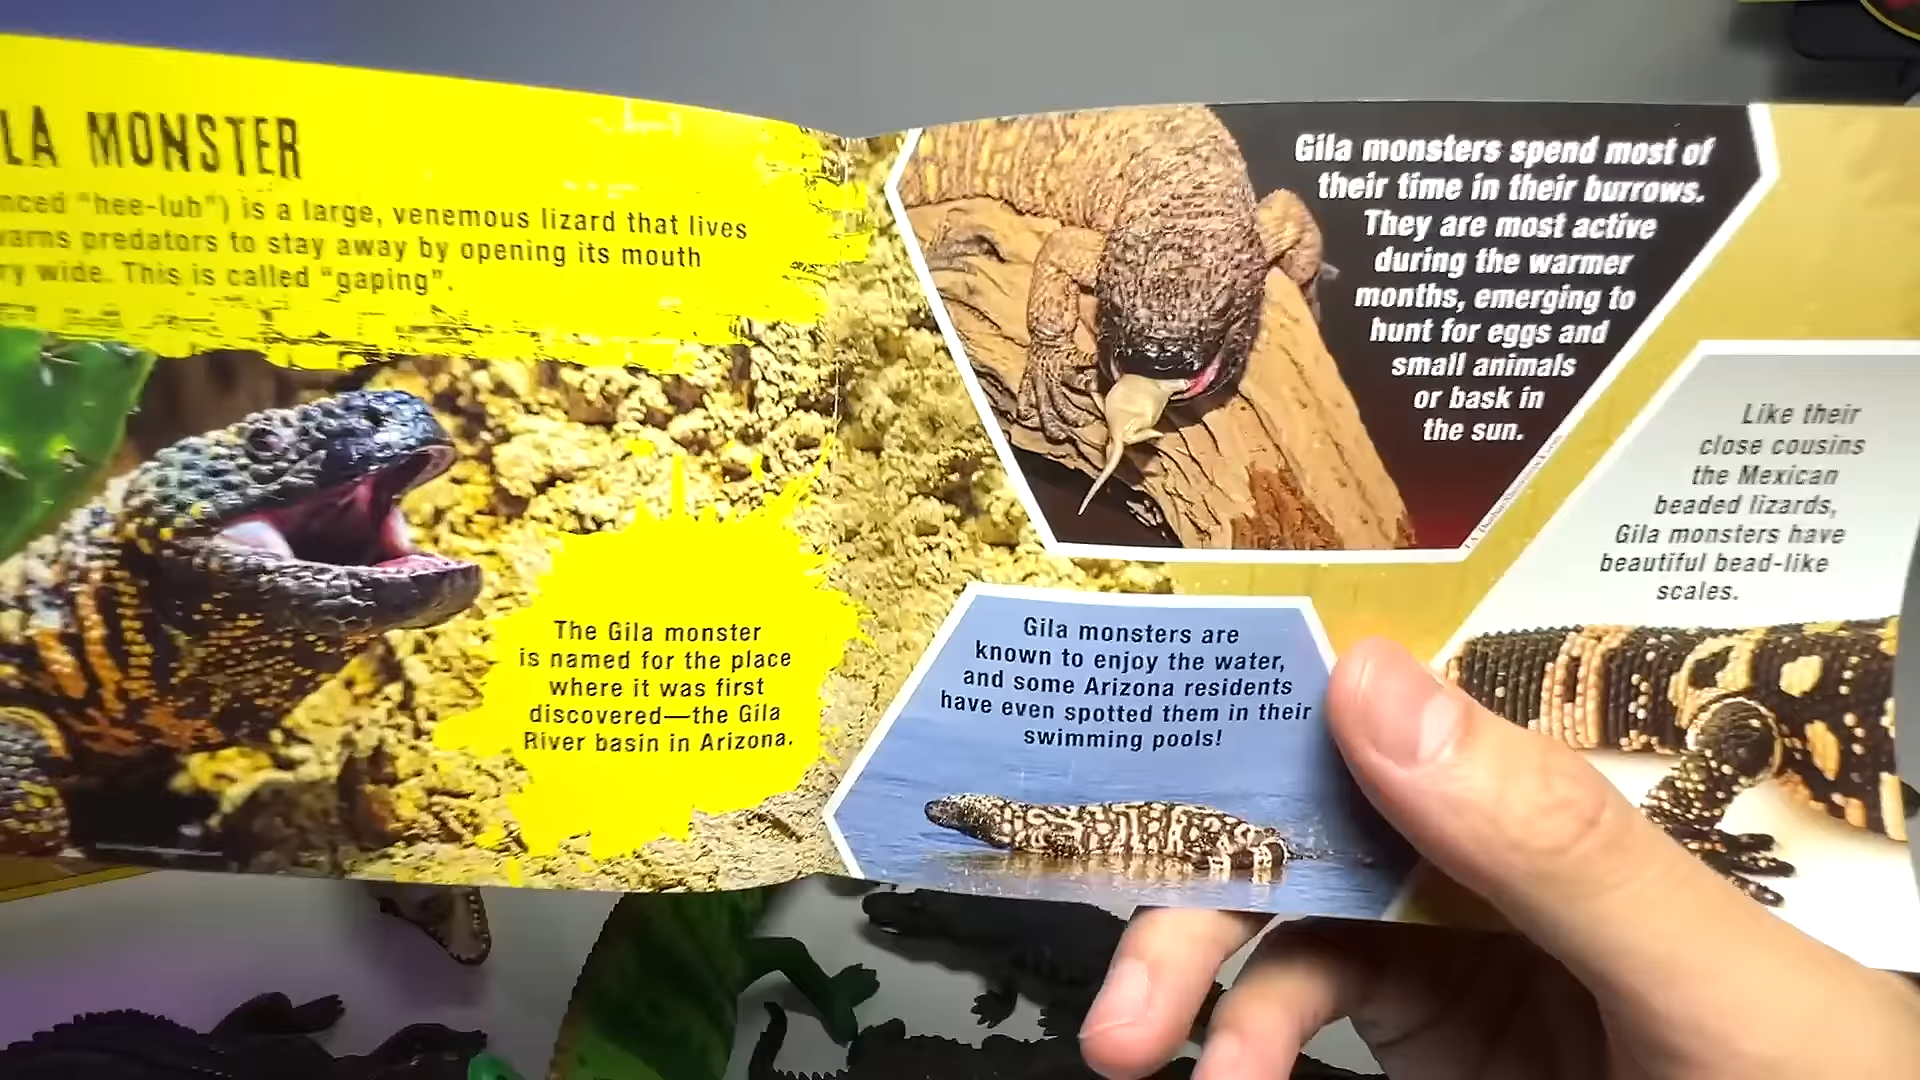 LA MONSTER
nced "hee-luh") is a large, venemous lizard that lives
warns predators to stay away by opening its mouth
ry wide. This is called "gaping".
The Gila monster
is named for the place
where it was first
discovered—the Gila
River basin in Arizona.
Gila monsters spend most of
their time in their burrows.
They are most active
during the warmer
months, emerging to
hunt for eggs and
small animals
or bask in
the sun.
Gila monsters are
known to enjoy the water,
and some Arizona residents
have even spotted them in their
swimming pools!
Like their
close cousins
the Mexican
beaded lizards,
Gila monsters have
beautiful bead-like
scales.